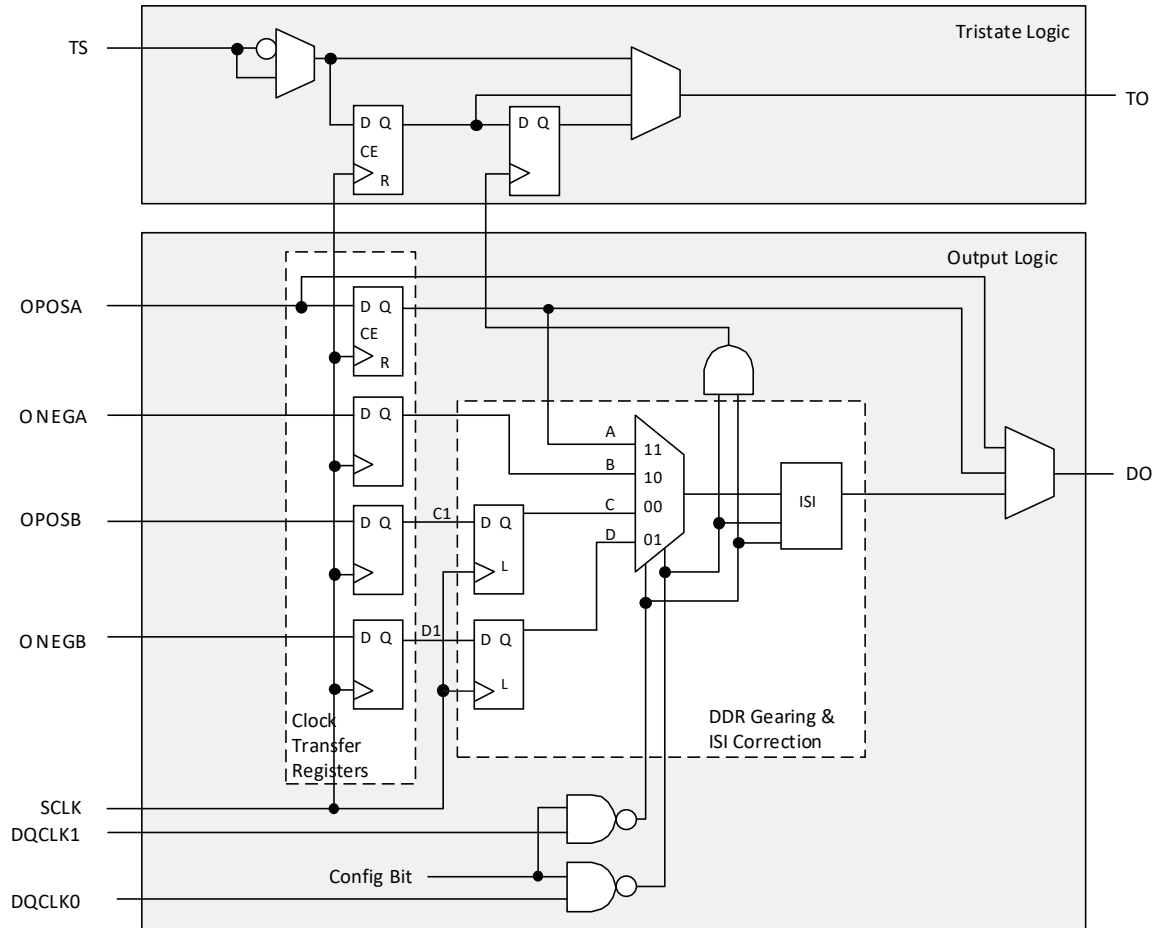 Tristate Logic
TS
TO
D Q
CE
R
D Q
Output Logic
OPOSA
D Q
CE
R
ONEGA
D Q
A
11
B
10
C
00
D
01
ISI
DO
OPOSB
D Q
C1
D Q
L
ONEGB
D Q
D1
D Q
L
Clock
Transfer
Registers
DDR Gearing &
ISI Correction
SCLK
DQCLK1
Config Bit
DQCLK0